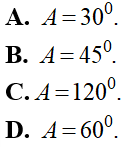 A. A=30⁰.
B. A=45⁰.
C. A=120⁰.
D. A=60⁰.